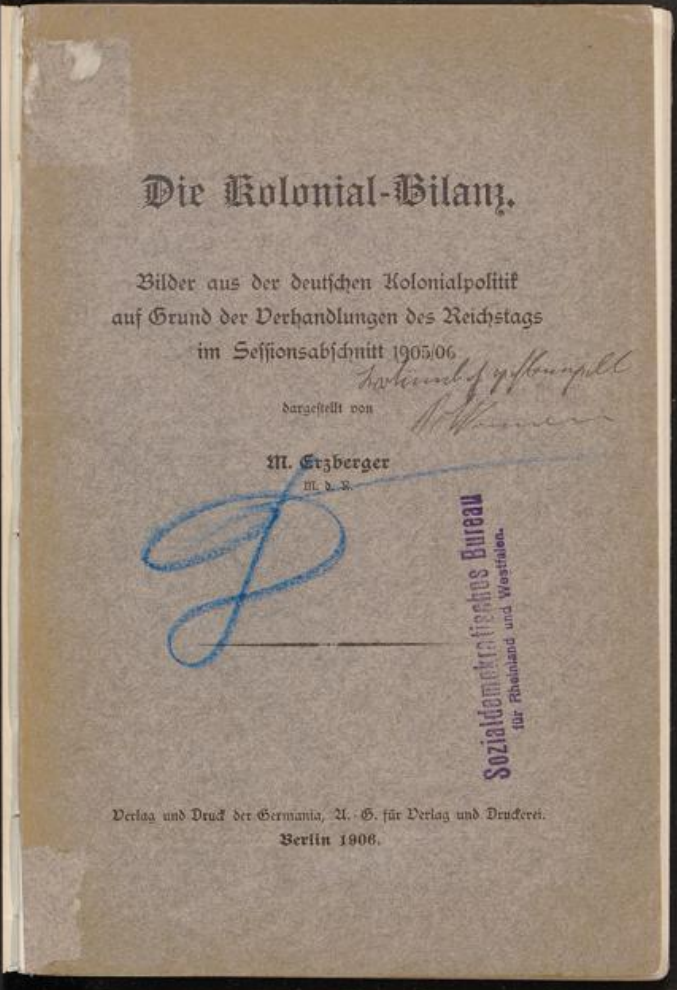 Die Kolonial-Bilanz.
Bilder aus der deutschen Kolonialpolitik
auf Grund der Verhandlungen des Reichstags
im Sessionsabschnitt 1905/06
dargestellt von
M. Erzberger
M. d. R.
Sozialdemokratisches Bureau
für Rheinland und Westfalen.
Verlag und Druck der Germania, A.-G. für Verlag und Druckerei.
Berlin 1906.